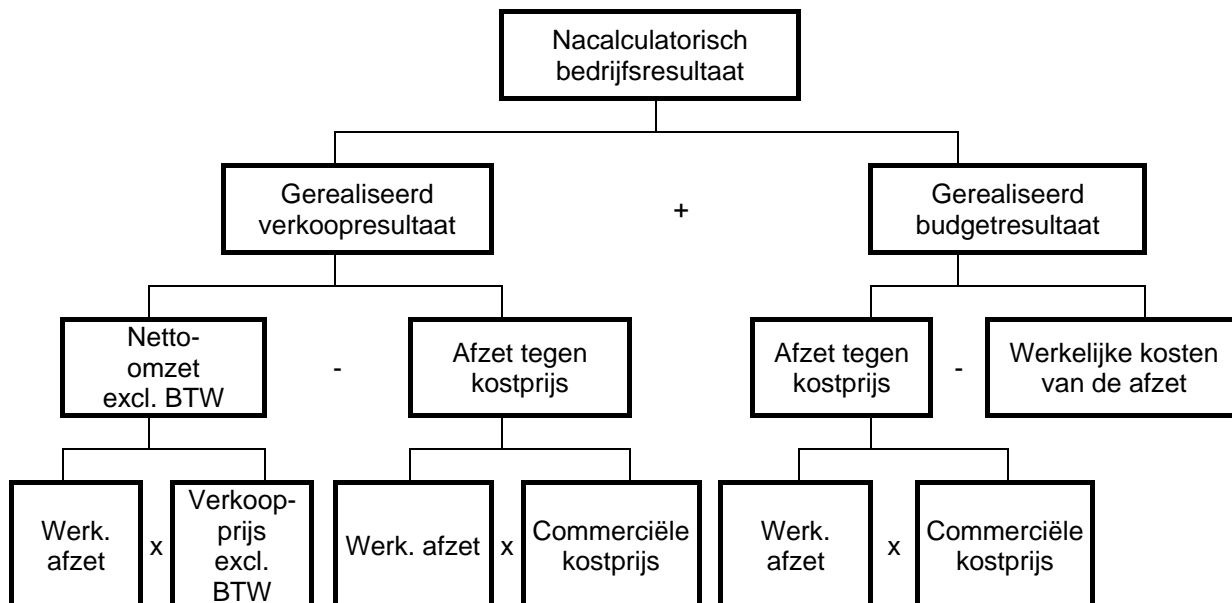 Nacalculatorisch
bedrijfsresultaat
Gerealiseerd
verkoopresultaat
+
Gerealiseerd
budgetresultaat
Netto-
omzet
excl. BTW
-
Afzet tegen
kostprijs
Afzet tegen
kostprijs
-
Werkelijke kosten
van de afzet
Werk.
afzet
x
Verkoop-
prijs
excl.
BTW
Werk. afzet
x
Commerciële
kostprijs
Werk.
afzet
x
Commerciële
kostprijs